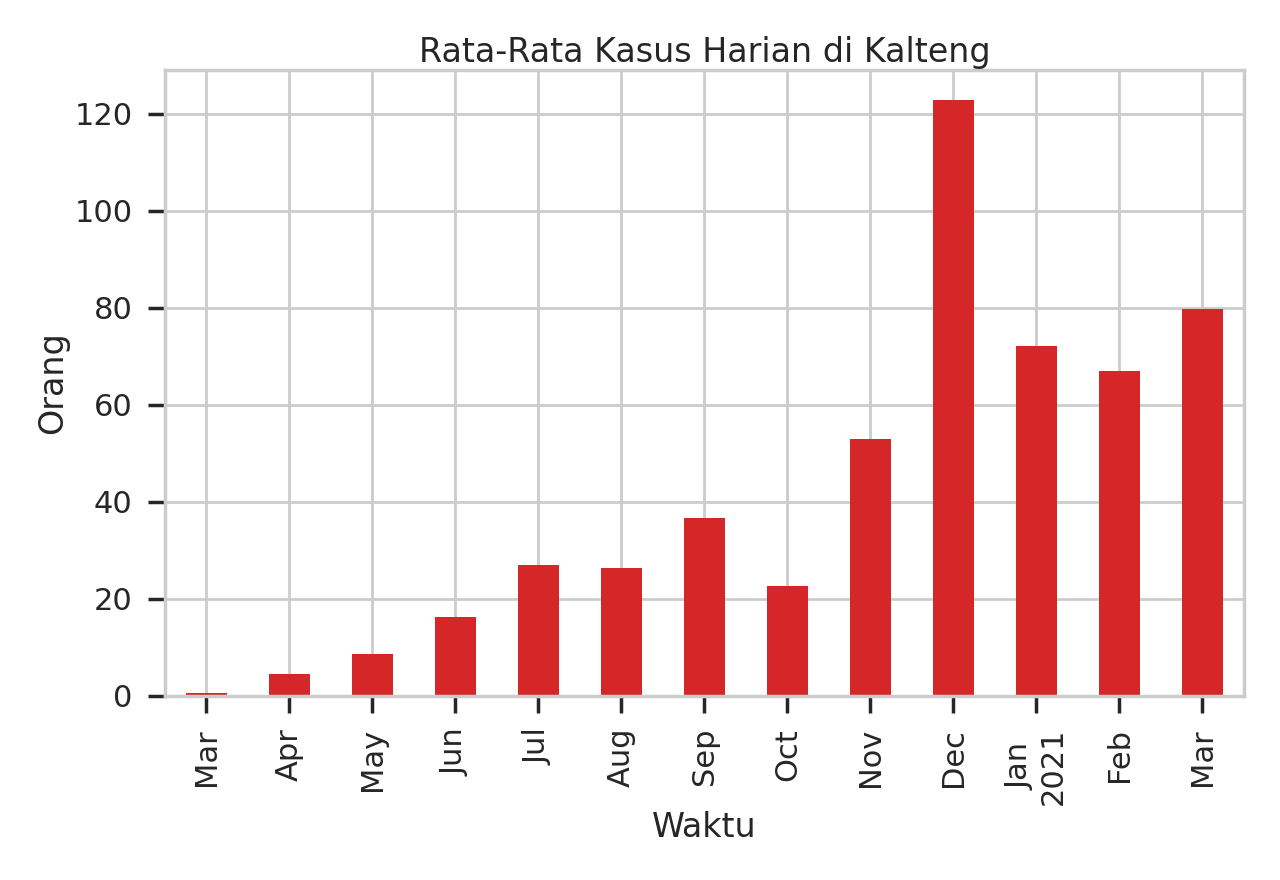 Rata-Rata Kasus Harian di Kalteng
120
100
80
60
40
20
0
Orang
Mar
Apr
May
Jun
Jul
Aug
Sep
Oct
Nov
Dec
Jan
2021
Feb
Mar
Waktu